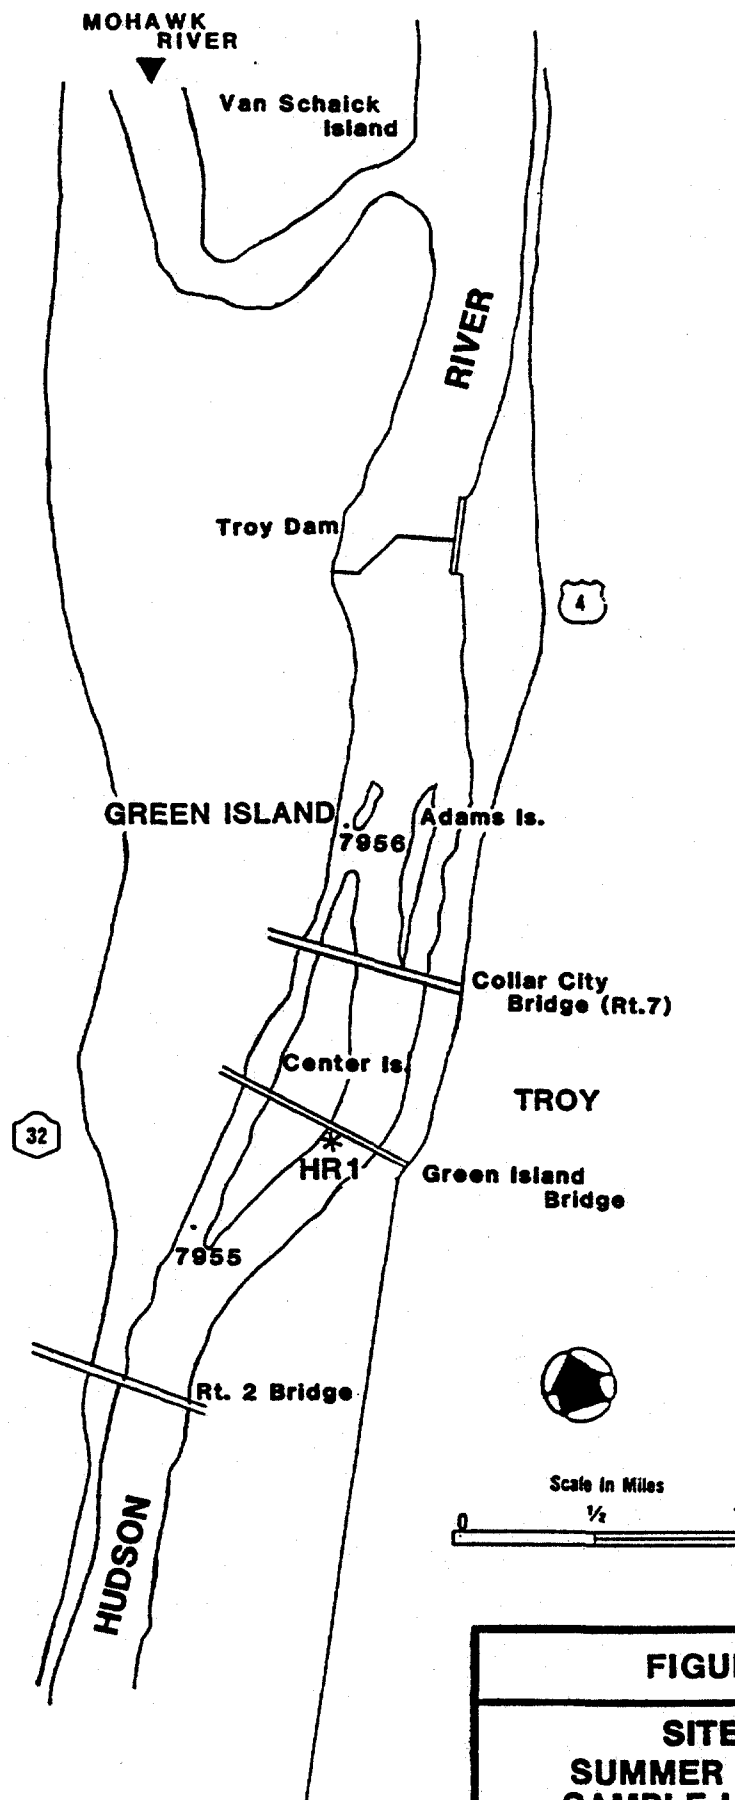 MOHAWK
RIVER
Van Schaick
Island
RIVER
Troy Dam
4
GREEN ISLAND
Adams Is.
7956
Collar City
Bridge (Rt.7)
Center Is.
TROY
32
HR1
Green Island
Bridge
7955
Rt. 2 Bridge
Scale in Miles
0
1/2
HUDSON
FIGU
SITE
SUMMER